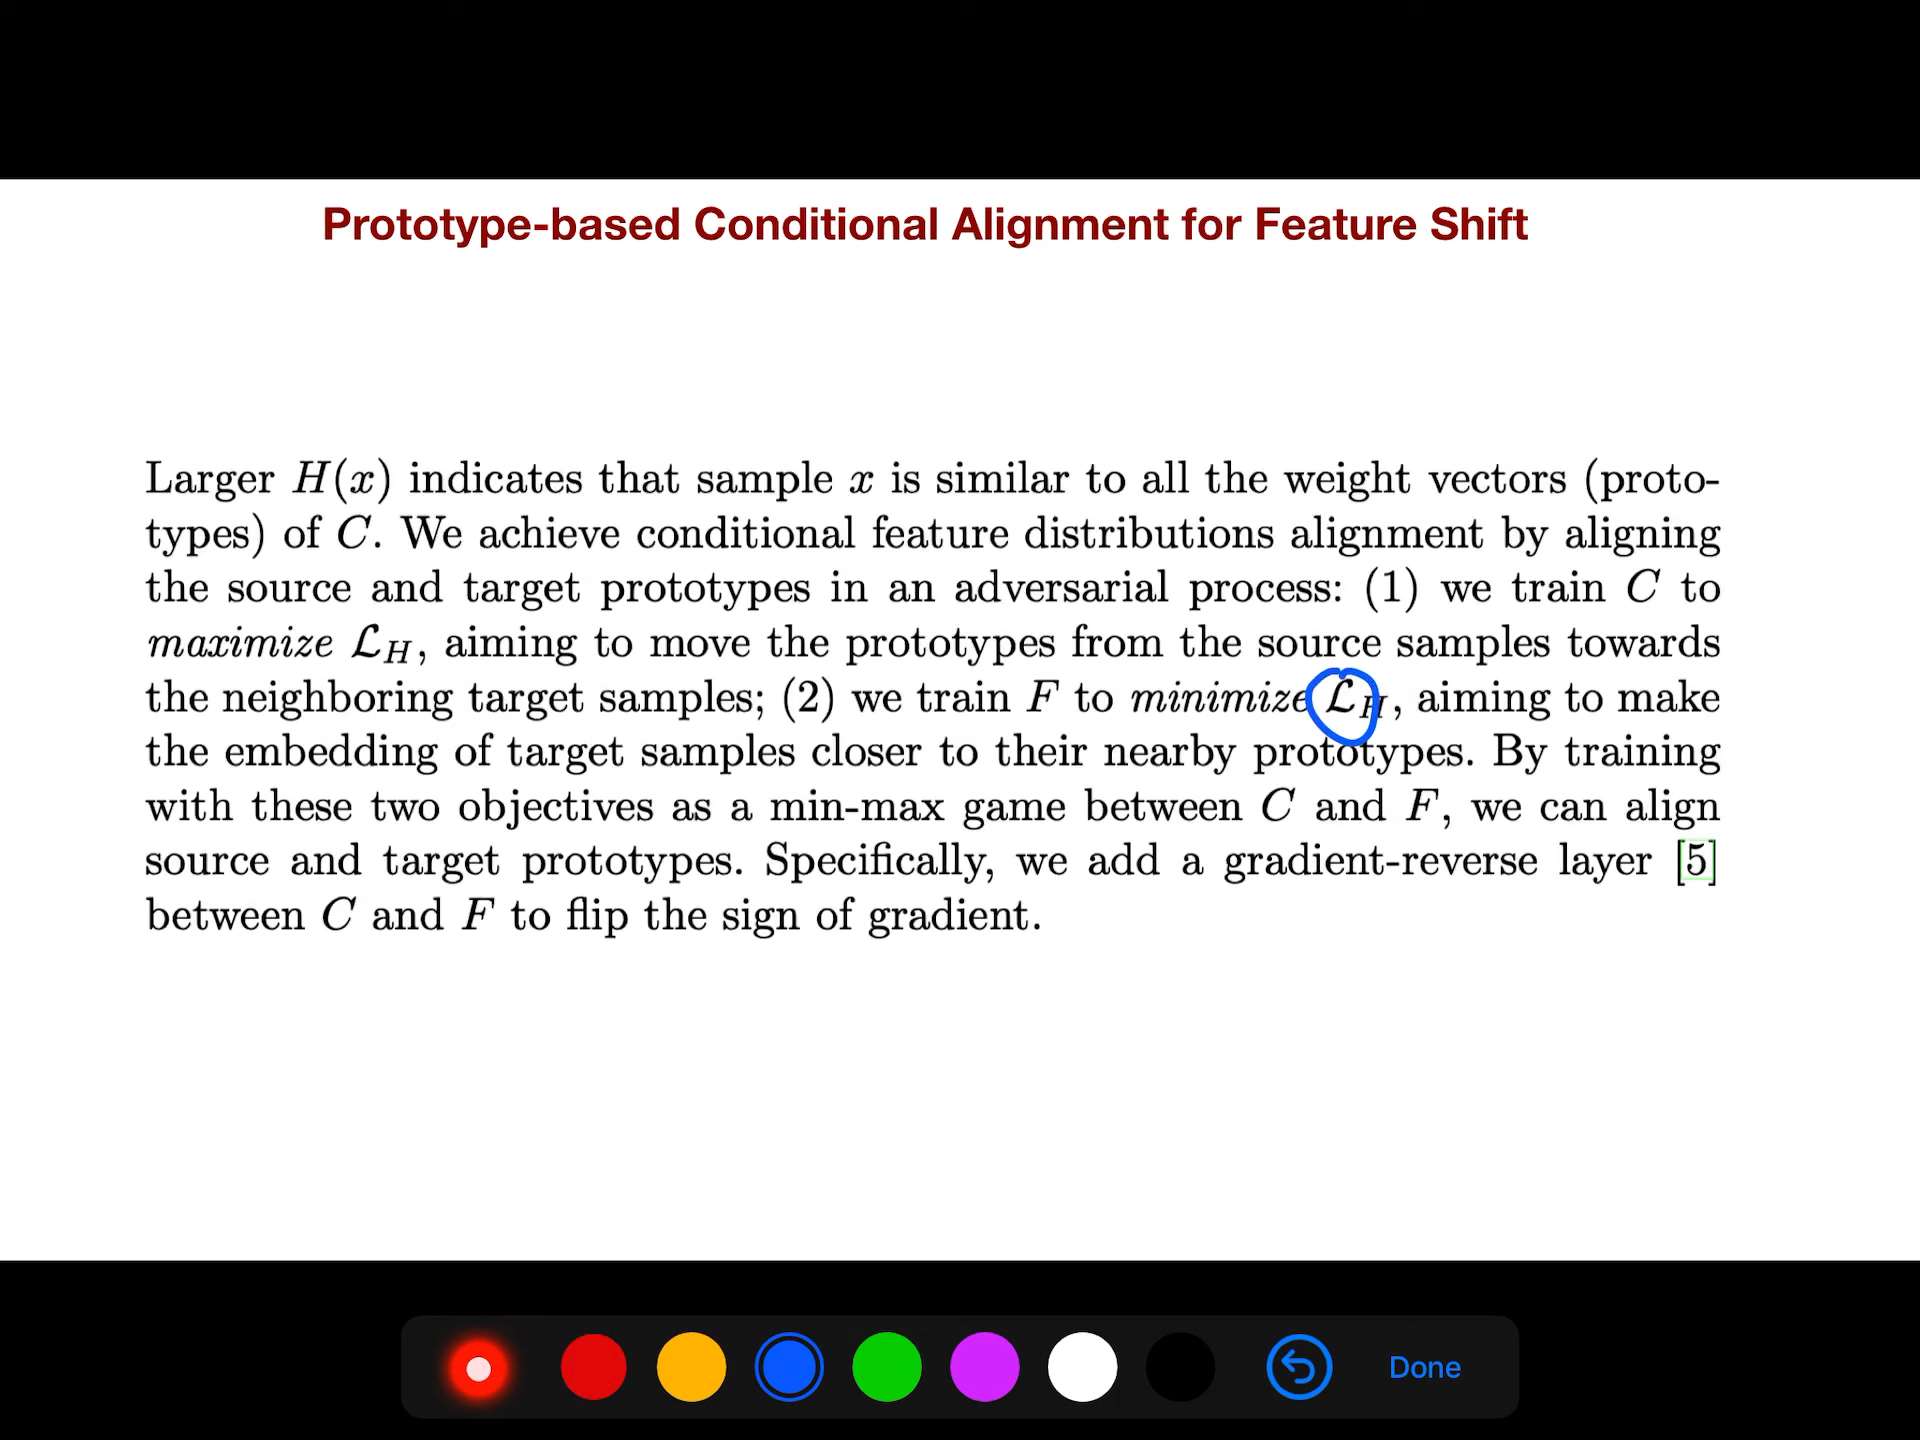 Prototype-based Conditional Alignment for Feature Shift
Larger H(x) indicates that sample x is similar to all the weight vectors (proto-
types) of C. We achieve conditional feature distributions alignment by aligning
the source and target prototypes in an adversarial process: (1) we train C to
maximize ℒ_H, aiming to move the prototypes from the source samples towards
the neighboring target samples; (2) we train F to minimize ℒ_H, aiming to make
the embedding of target samples closer to their nearby prototypes. By training
with these two objectives as a min-max game between C and F, we can align
source and target prototypes. Specifically, we add a gradient-reverse layer [5]
between C and F to flip the sign of gradient.
Done